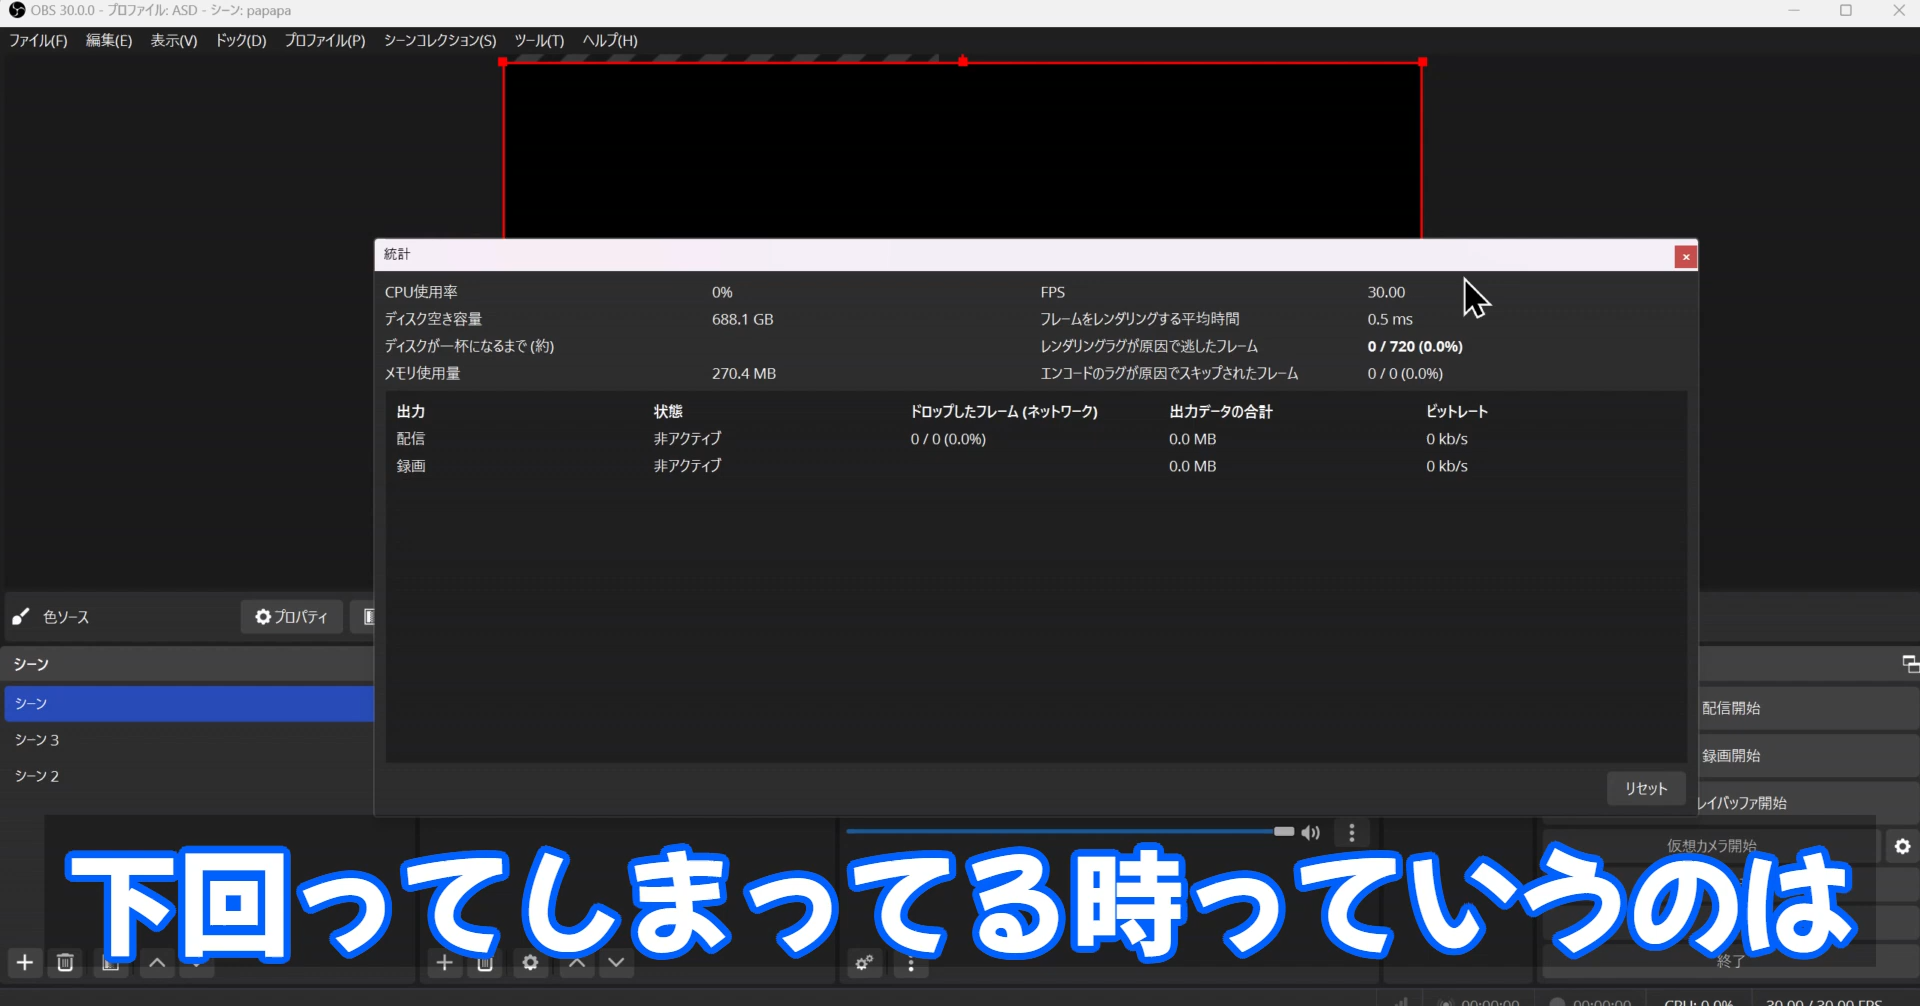 OBS 30.0.0 - プロファイル: ASD - シーン: papapa
ファイル(F) 編集(E) 表示(V) ドック(D) プロファイル(P) シーンコレクション(S) ツール(T) ヘルプ(H)
統計
CPU使用率 0% FPS 30.00
ディスク空き容量 688.1 GB フレームをレンダリングする平均時間 0.5 ms
ディスクが一杯になるまで (約) レンダリングラグが原因で逃したフレーム 0 / 720 (0.0%)
メモリ使用量 270.4 MB エンコードのラグが原因でスキップされたフレーム 0 / 0 (0.0%)
出力 状態 ドロップしたフレーム (ネットワーク) 出力データの合計 ビットレート
配信 非アクティブ 0 / 0 (0.0%) 0.0 MB 0 kb/s
録画 非アクティブ 0.0 MB 0 kb/s
色ソース プロパティ
シーン
シーン 配信開始
シーン 3 録画開始
シーン 2
リセット
レイバッファ開始
仮想カメラ開始
下回ってしまってる時っていうのは
終了
00:00:00 00:00:00 CPU: 0.0% 30.00 / 30.00 FPS